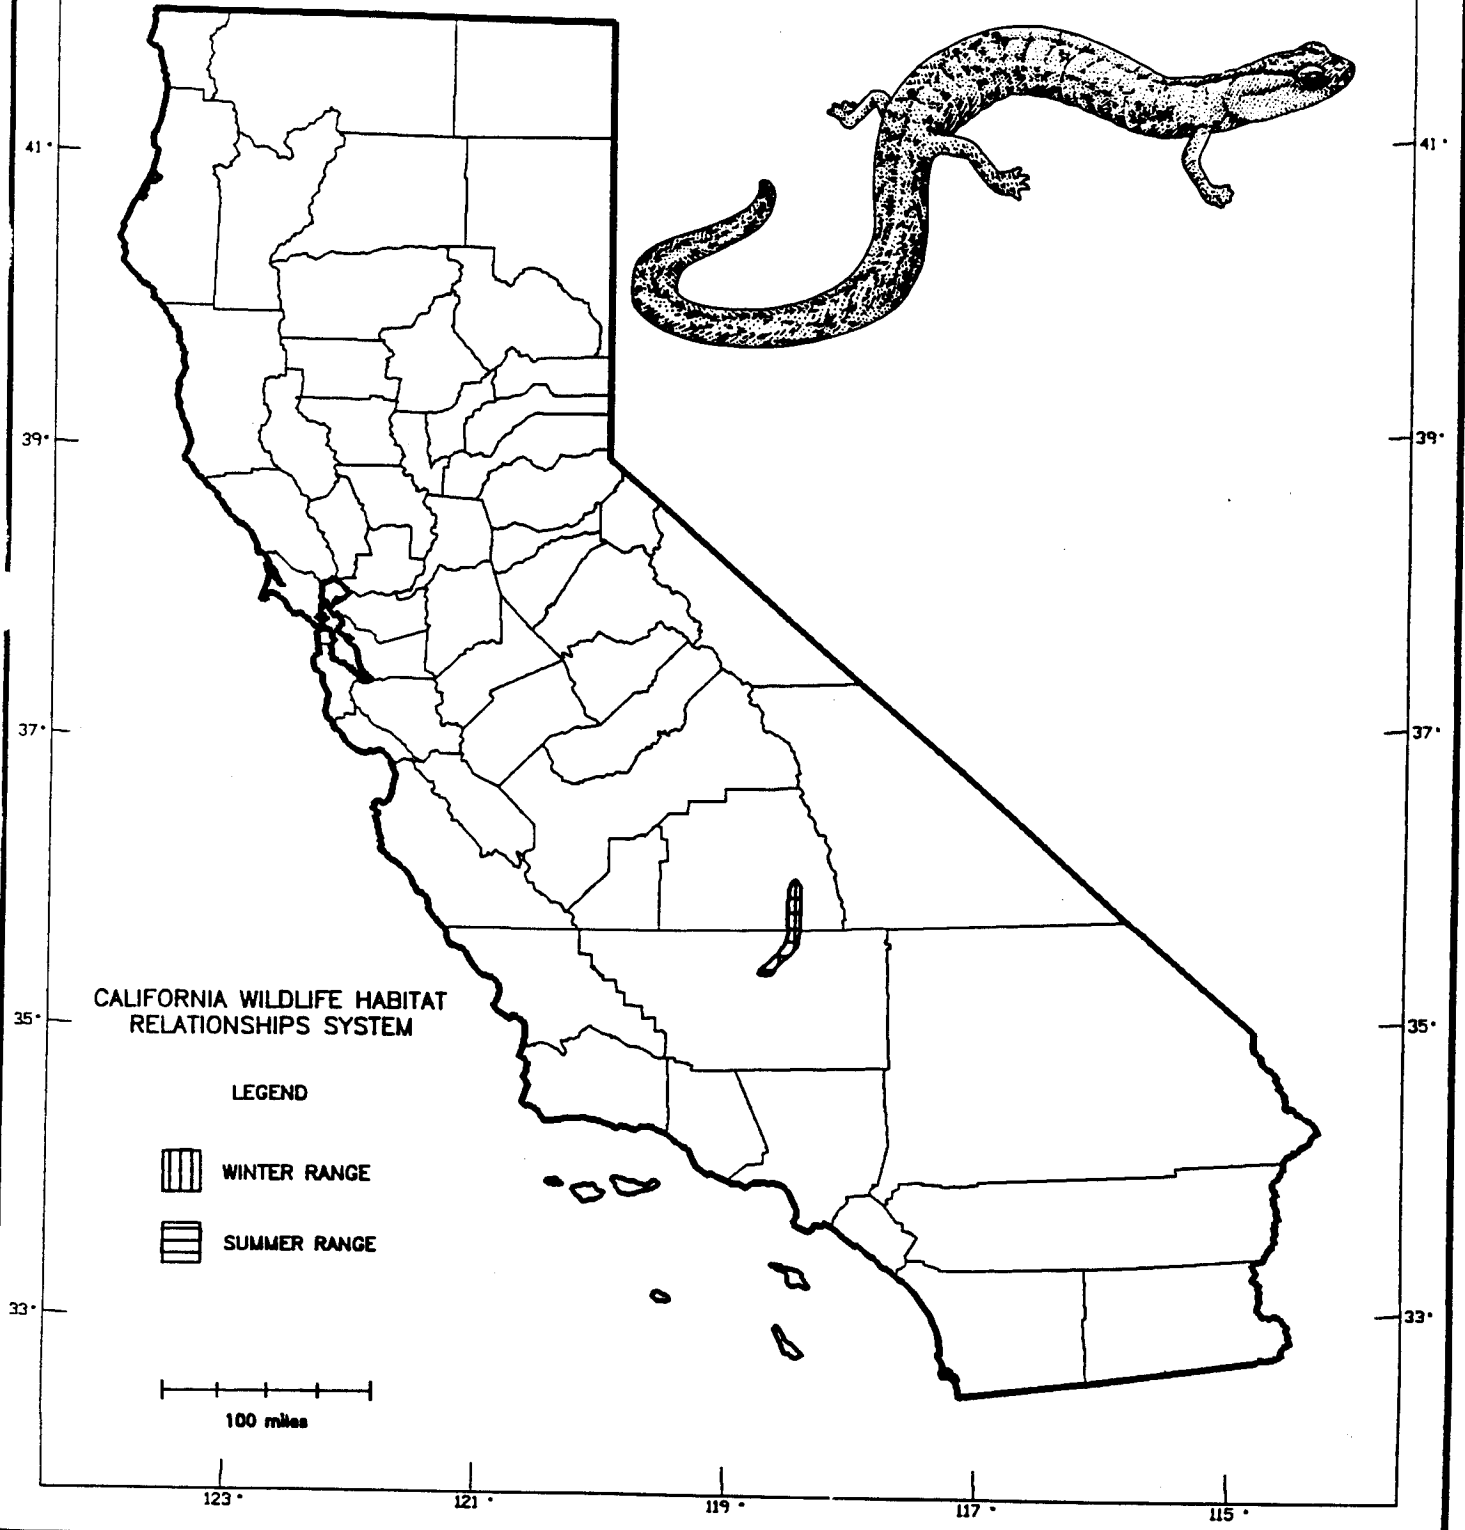 41°
41°
39°
39°
37°
37°
CALIFORNIA WILDLIFE HABITAT
RELATIONSHIPS SYSTEM
35°
35°
LEGEND
WINTER RANGE
SUMMER RANGE
33°
33°
100 miles
123°
121°
119°
117°
115°